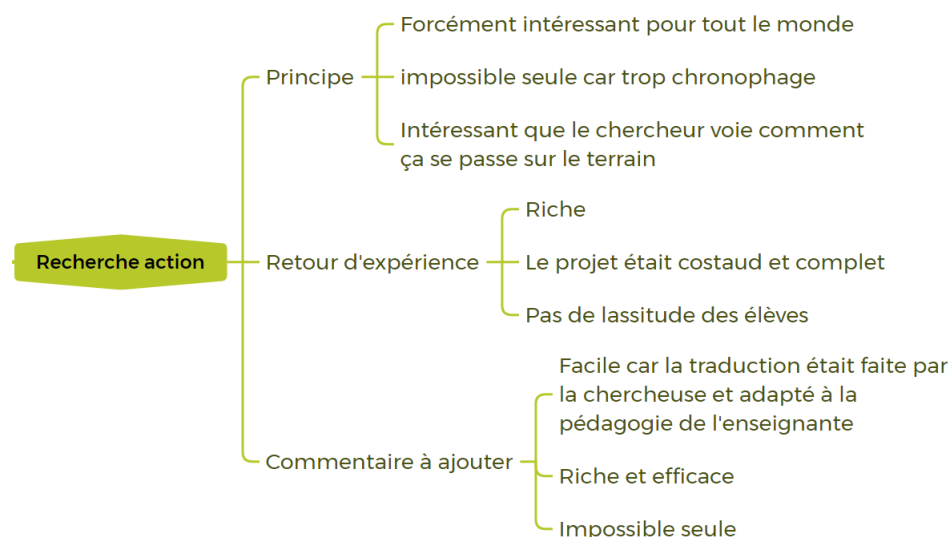 Recherche action
Principe
Forcément intéressant pour tout le monde
impossible seule car trop chronophage
Intéressant que le chercheur voie comment
ça se passe sur le terrain
Retour d'expérience
Riche
Le projet était costaud et complet
Pas de lassitude des élèves
Commentaire à ajouter
Facile car la traduction était faite par
la chercheuse et adapté à la
pédagogie de l'enseignante
Riche et efficace
Impossible seule